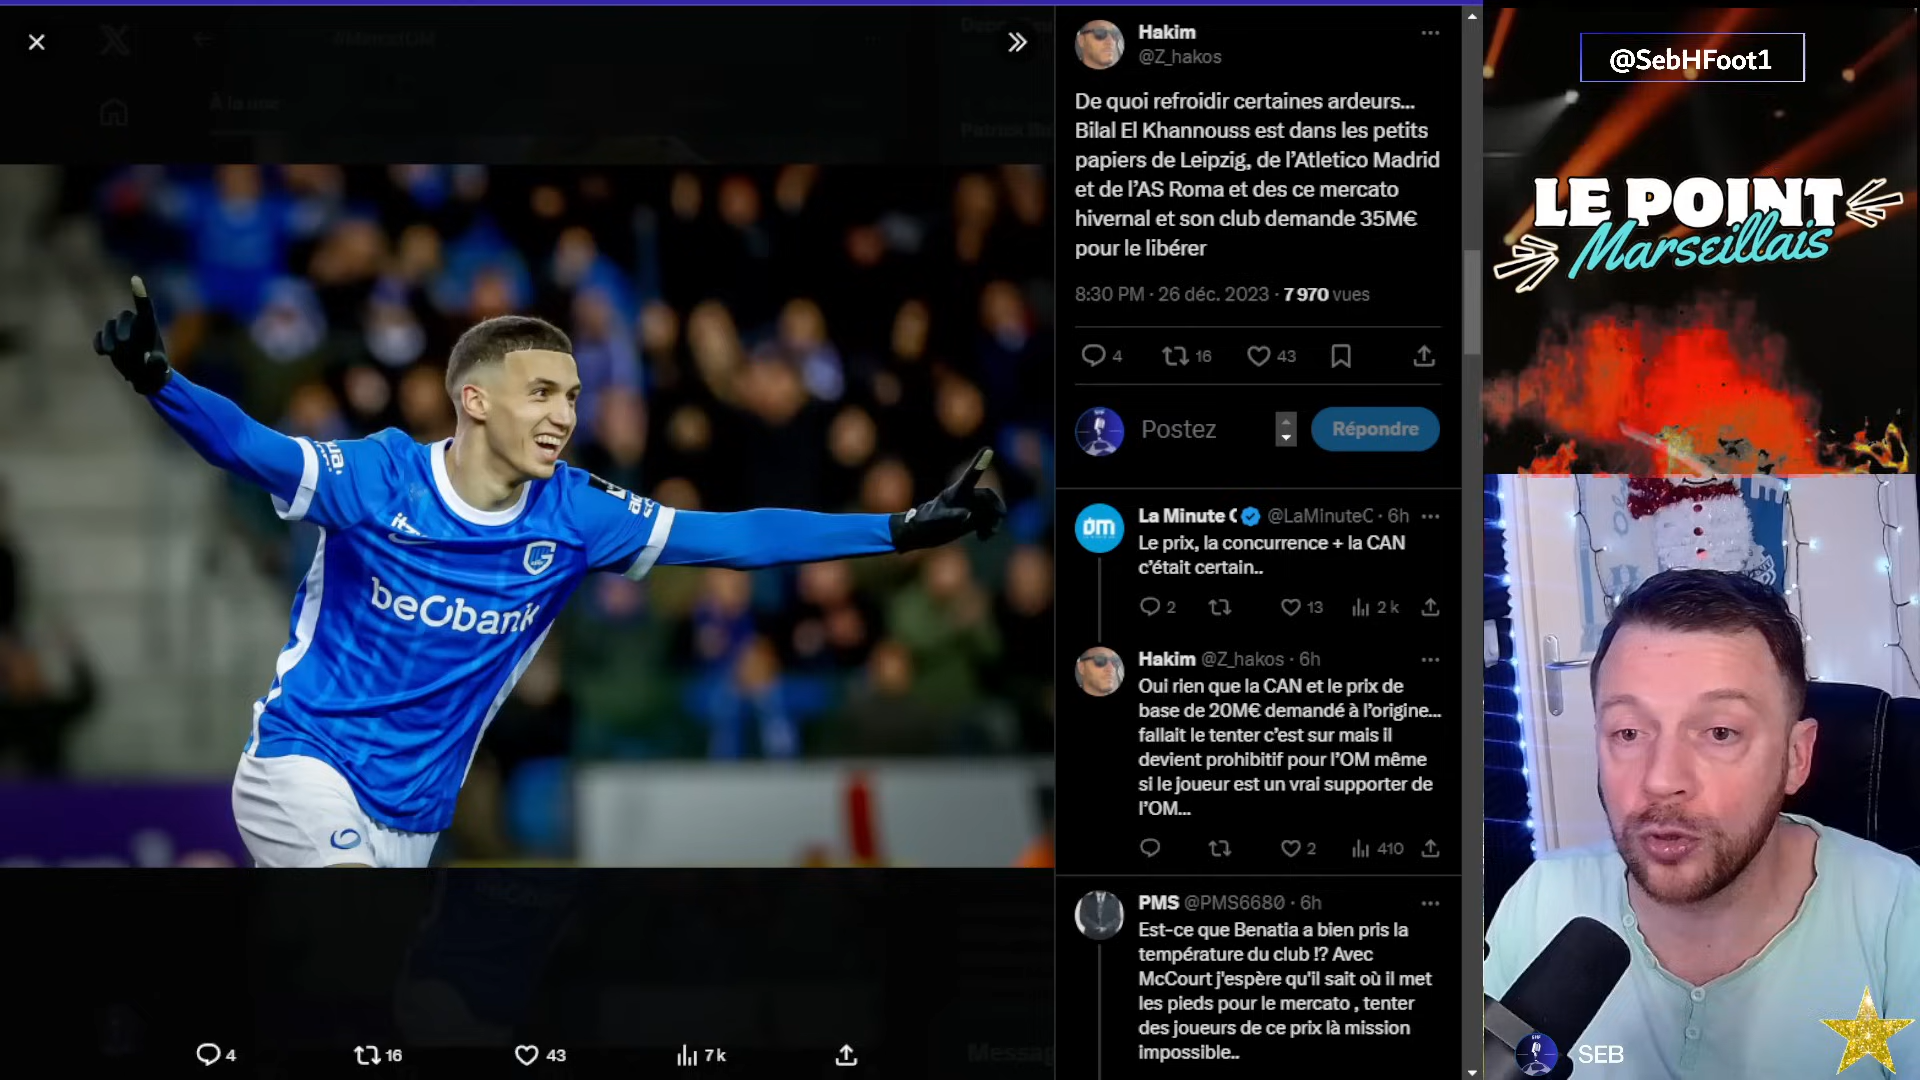 Hakim
@Z_hakos
De quoi refroidir certaines ardeurs...
Bilal El Khannouss est dans les petits
papiers de Leipzig, de l'Atletico Madrid
et de l'AS Roma et des ce mercato
hivernal et son club demande 35M€
pour le libérer
8:30 PM · 26 déc. 2023 · 7 970 vues
4 16 43
Postez
Répondre
La Minute @LaMinuteC · 6h
Le prix, la concurrence + la CAN
c'était certain..
2 13 2 k
Hakim @Z_hakos · 6h
Oui rien que la CAN et le prix de
base de 20M€ demandé à l'origine...
fallait le tenter c'est sur mais il
devient prohibitif pour l'OM même
si le joueur est un vrai supporter de
l'OM...
2 410
PMS @PMS6680 · 6h
Est-ce que Benatia a bien pris la
température du club !? Avec
McCourt j'espère qu'il sait où il met
les pieds pour le mercato , tenter
des joueurs de ce prix là mission
impossible..
4 16 43 7 k
beobank
@SebHFoot1
LE POINT
Marseillais
SEB